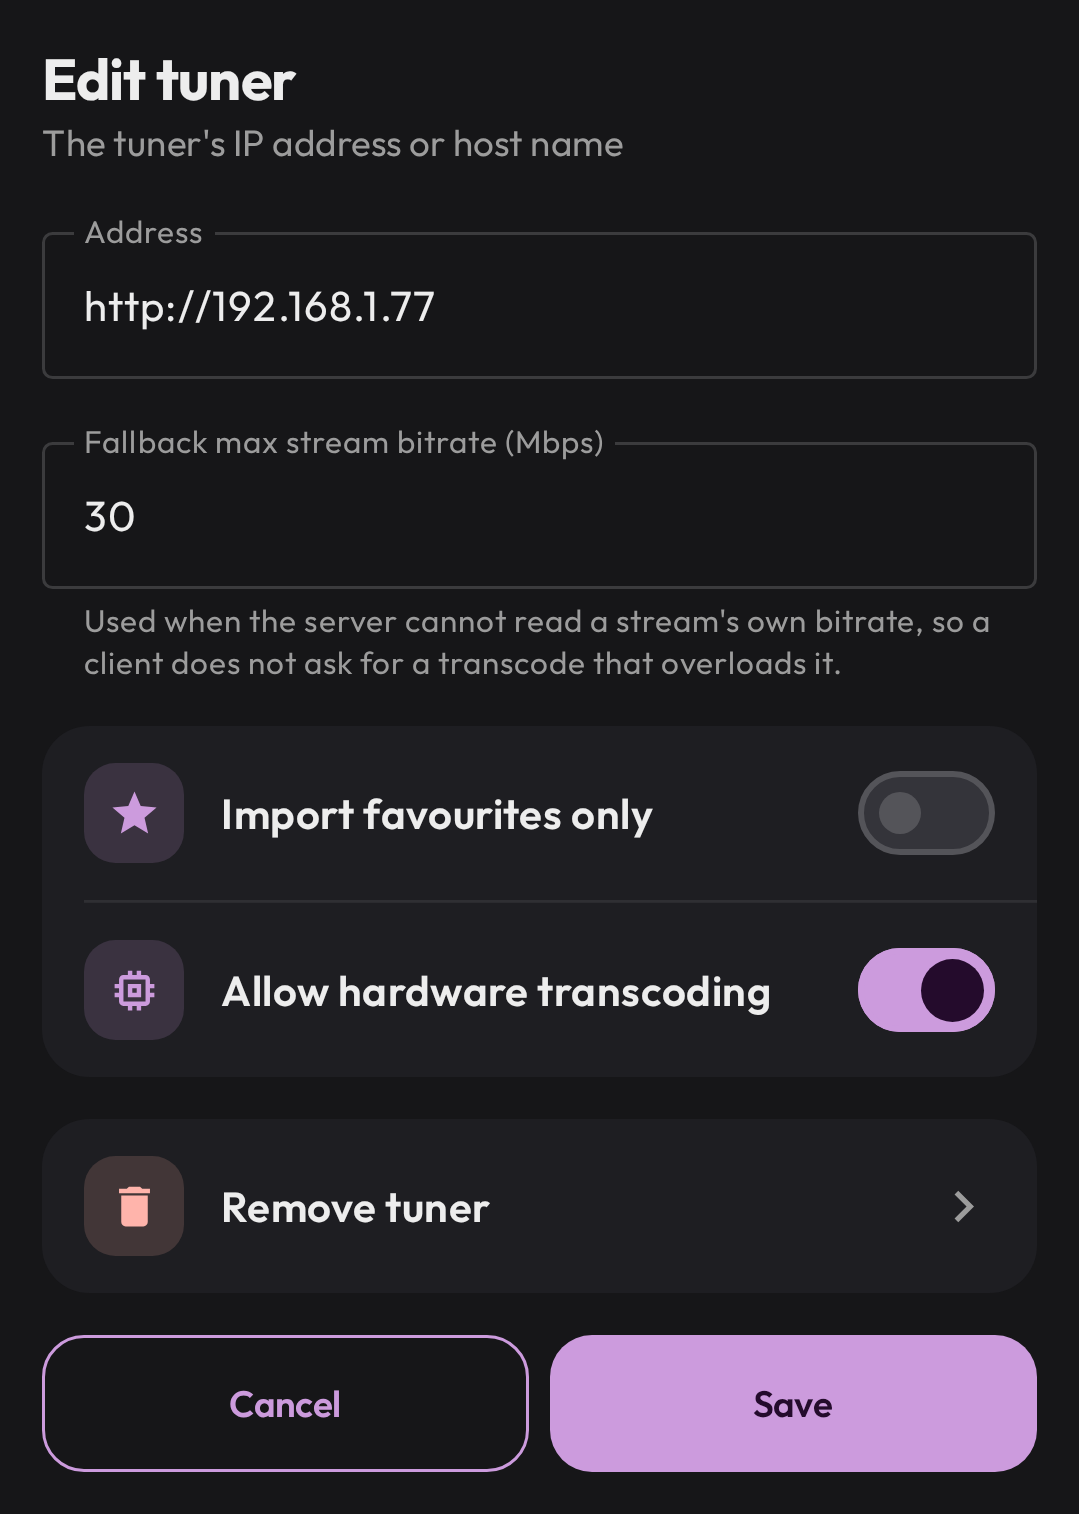 Edit tuner
The tuner's IP address or host name
Address
http://192.168.1.77
Fallback max stream bitrate (Mbps)
30
Used when the server cannot read a stream's own bitrate, so a
client does not ask for a transcode that overloads it.
Import favourites only
Allow hardware transcoding
Remove tuner
Cancel
Save